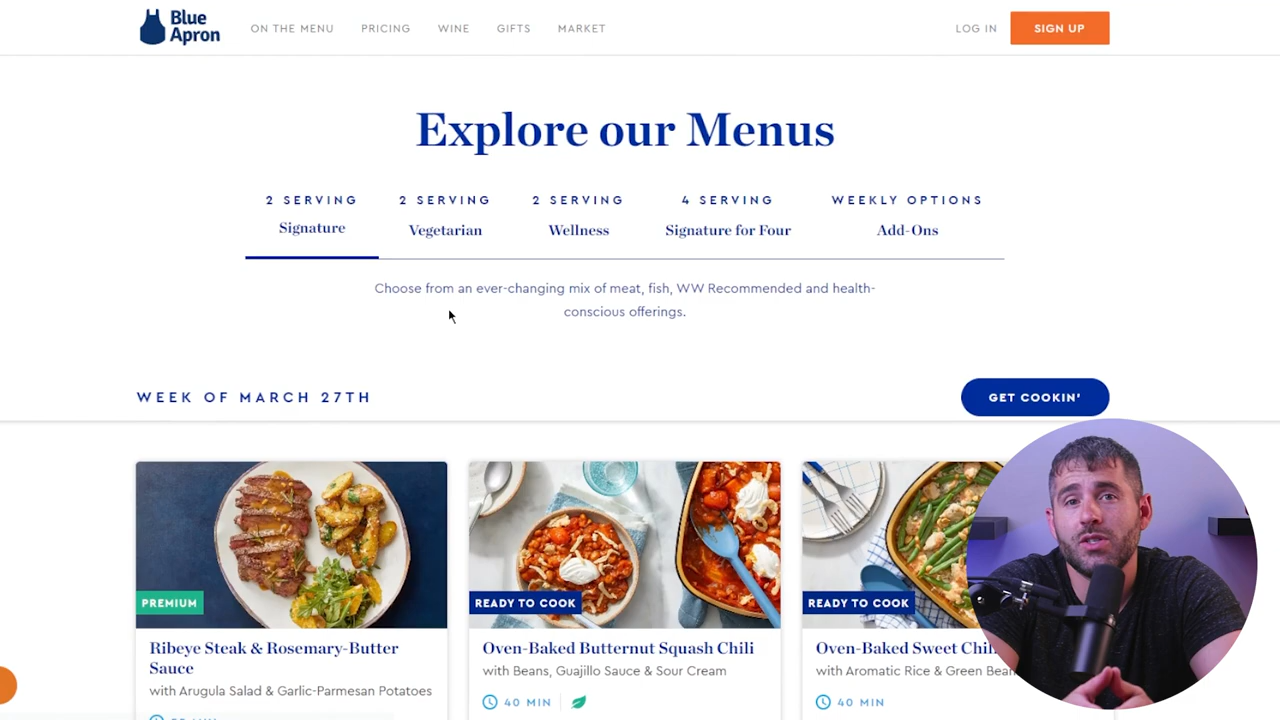 Blue
Apron
ON THE MENU
PRICING
WINE
GIFTS
MARKET
LOG IN
SIGN UP
Explore our Menus
2 SERVING
Signature
2 SERVING
Vegetarian
2 SERVING
Wellness
4 SERVING
Signature for Four
WEEKLY OPTIONS
Add-Ons
Choose from an ever-changing mix of meat, fish, WW Recommended and health-
conscious offerings.
WEEK OF MARCH 27TH
GET COOKIN'
PREMIUM
Ribeye Steak & Rosemary-Butter
Sauce
with Arugula Salad & Garlic-Parmesan Potatoes
READY TO COOK
Oven-Baked Butternut Squash Chili
with Beans, Guajillo Sauce & Sour Cream
40 MIN
READY TO COOK
Oven-Baked Sweet
with Aromatic Rice & Green
40 MIN